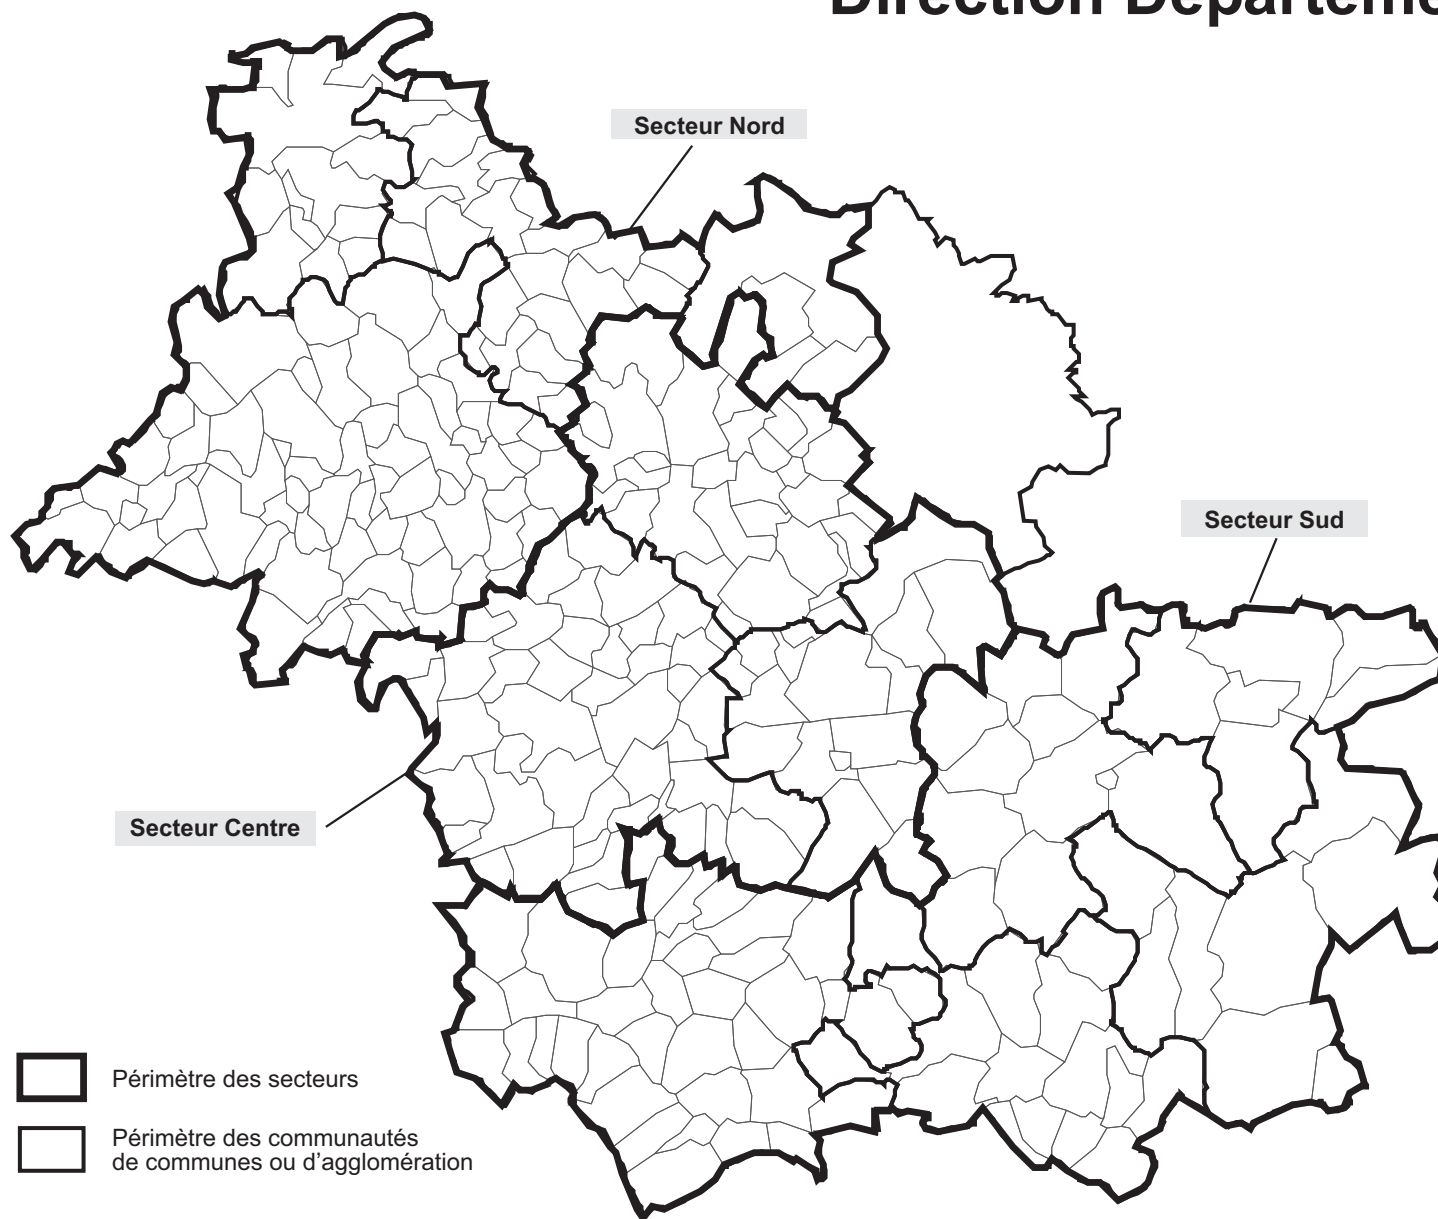 Direction Départeme
Secteur Nord
Secteur Sud
Secteur Centre
Périmètre des secteurs
Périmètre des communautés
de communes ou d'agglomération